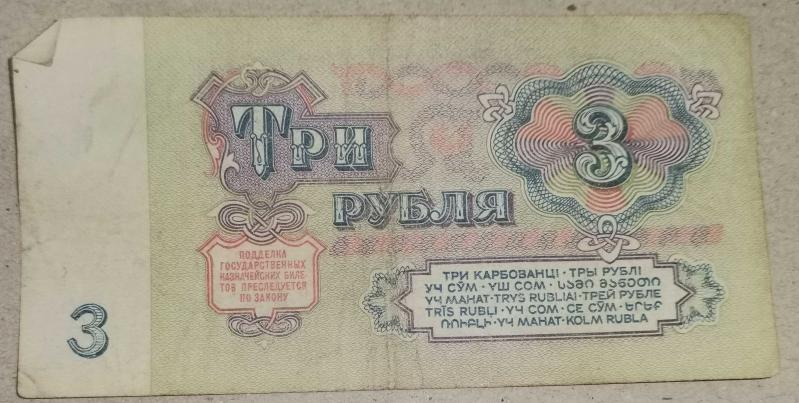 ТРИ
РУБЛЯ
3
ПОДДЕЛКА
ГОСУДАРСТВЕННЫХ
КАЗНАЧЕЙСКИХ БИЛЕ-
ТОВ ПРЕСЛЕДУЕТСЯ
ПО ЗАКОНУ
ТРИ КАРБОВАНЦІ · ТРЫ РУБЛІ
УЧ СЎМ · ҮШ СОМ · ᲡᲐᲛᲘ ᲛᲐᲜᲔᲗᲘ
ҮЧ МАНАТ · TRYS RUBLIAI · ТРЕЙ РУБЛЕ
TRĪS RUBĻI · ҮЧ СОМ · СЕ СӮМ · ԵՐԵՔ
ՌՈՒԲԼԻ · ҮЧ МАНАТ · KOLM RUBLA
3